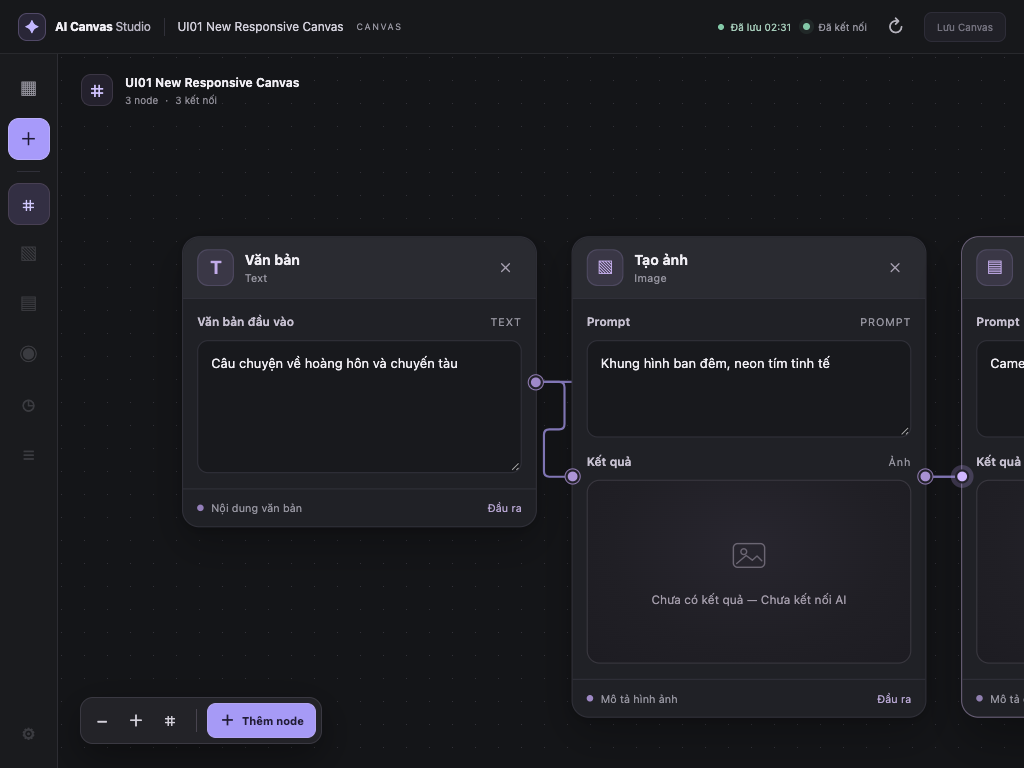 AI Canvas Studio
UI01 New Responsive Canvas
CANVAS
Đã lưu 02:31
Đã kết nối
Lưu Canvas
UI01 New Responsive Canvas
3 node · 3 kết nối
T
Văn bản
Text
Văn bản đầu vào
TEXT
Câu chuyện về hoàng hôn và chuyến tàu
Nội dung văn bản
Đầu ra
Tạo ảnh
Image
Prompt
PROMPT
Khung hình ban đêm, neon tím tinh tế
Kết quả
Ảnh
Chưa có kết quả — Chưa kết nối AI
Mô tả hình ảnh
Đầu ra
Prompt
Came
Kết quả
Mô tả
Thêm node